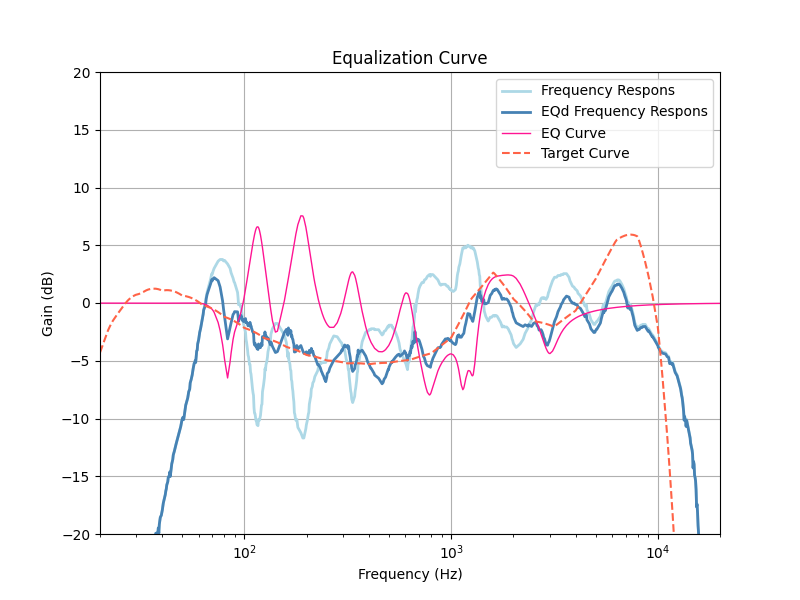 Equalization Curve
20
15
10
5
0
−5
−10
−15
−20
Gain (dB)
Frequency Respons
EQd Frequency Respons
EQ Curve
Target Curve
10²
10³
10⁴
Frequency (Hz)